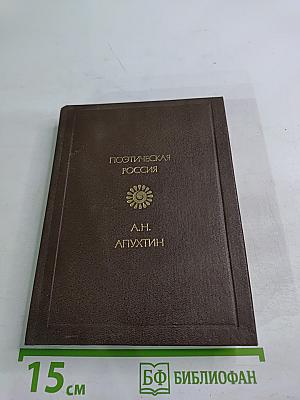 ПОЭТИЧЕСКАЯ
РОССИЯ
А.Н.
АПУХТИН
15 см
БФ БИБЛИОФАН